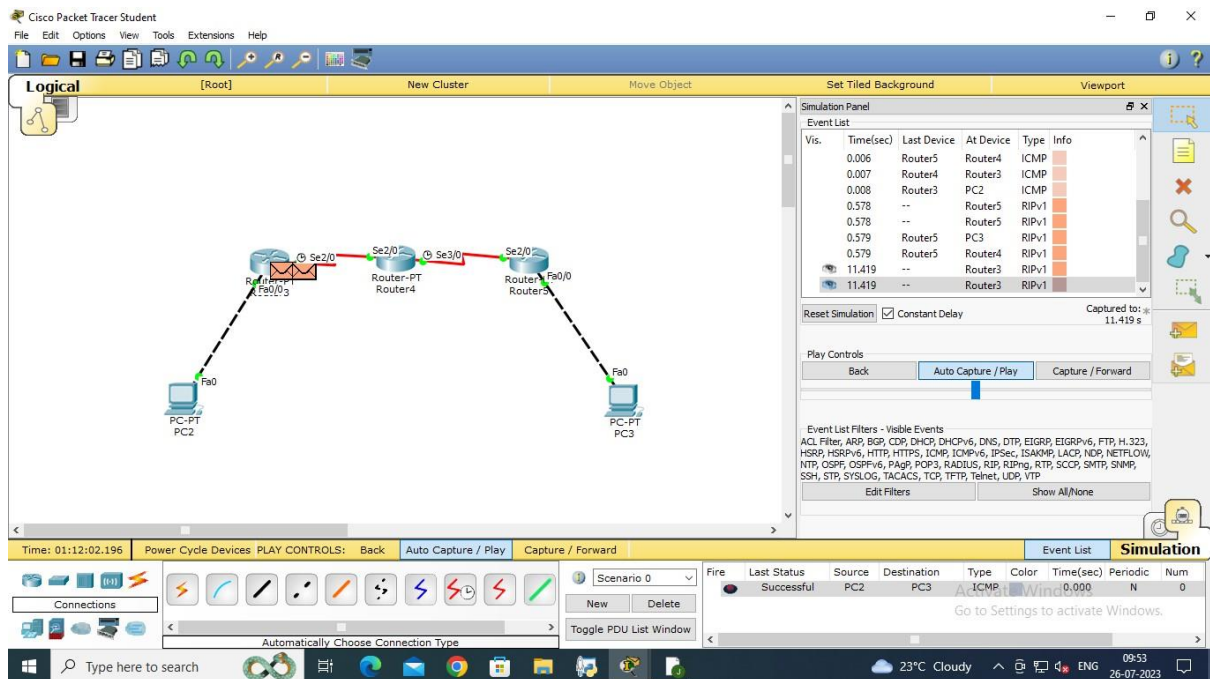 Cisco Packet Tracer Student
File Edit Options View Tools Extensions Help
Logical [Root] New Cluster Move Object Set Tiled Background Viewport
Simulation Panel
Event List
Vis. Time(sec) Last Device At Device Type Info
0.006 Router5 Router4 ICMP
0.007 Router4 Router3 ICMP
0.008 Router3 PC2 ICMP
0.578 -- Router5 RIPv1
0.578 -- Router5 RIPv1
0.579 Router5 PC3 RIPv1
0.579 Router5 Router4 RIPv1
11.419 -- Router3 RIPv1
11.419 -- Router3 RIPv1
Reset Simulation Constant Delay Captured to: *
11.419 s
Play Controls
Back Auto Capture / Play Capture / Forward
Event List Filters - Visible Events
ACL Filter, ARP, BGP, CDP, DHCP, DHCPv6, DNS, DTP, EIGRP, EIGRPv6, FTP, H.323,
HSRP, HSRPv6, HTTP, HTTPS, ICMP, ICMPv6, IPSec, ISAKMP, LACP, NDP, NETFLOW,
NTP, OSPF, OSPFv6, PAgP, POP3, RADIUS, RIP, RIPng, RTP, SCCP, SMTP, SNMP,
SSH, STP, SYSLOG, TACACS, TCP, TFTP, Telnet, UDP, VTP
Edit Filters Show All/None
Se2/0 Se2/0 Se3/0 Se2/0
Router-PT
Router4
Fa0/0
Router5
Fa0/0
Fa0
PC-PT
PC2
Fa0
PC-PT
PC3
Time: 01:12:02.196 Power Cycle Devices PLAY CONTROLS: Back Auto Capture / Play Capture / Forward Event List Simulation
Connections
Automatically Choose Connection Type
Scenario 0
New Delete
Toggle PDU List Window
Fire Last Status Source Destination Type Color Time(sec) Periodic Num
Successful PC2 PC3 ICMP 0.000 N 0
Activate Windows
Go to Settings to activate Windows.
Type here to search
23°C Cloudy ENG
09:53
26-07-2023